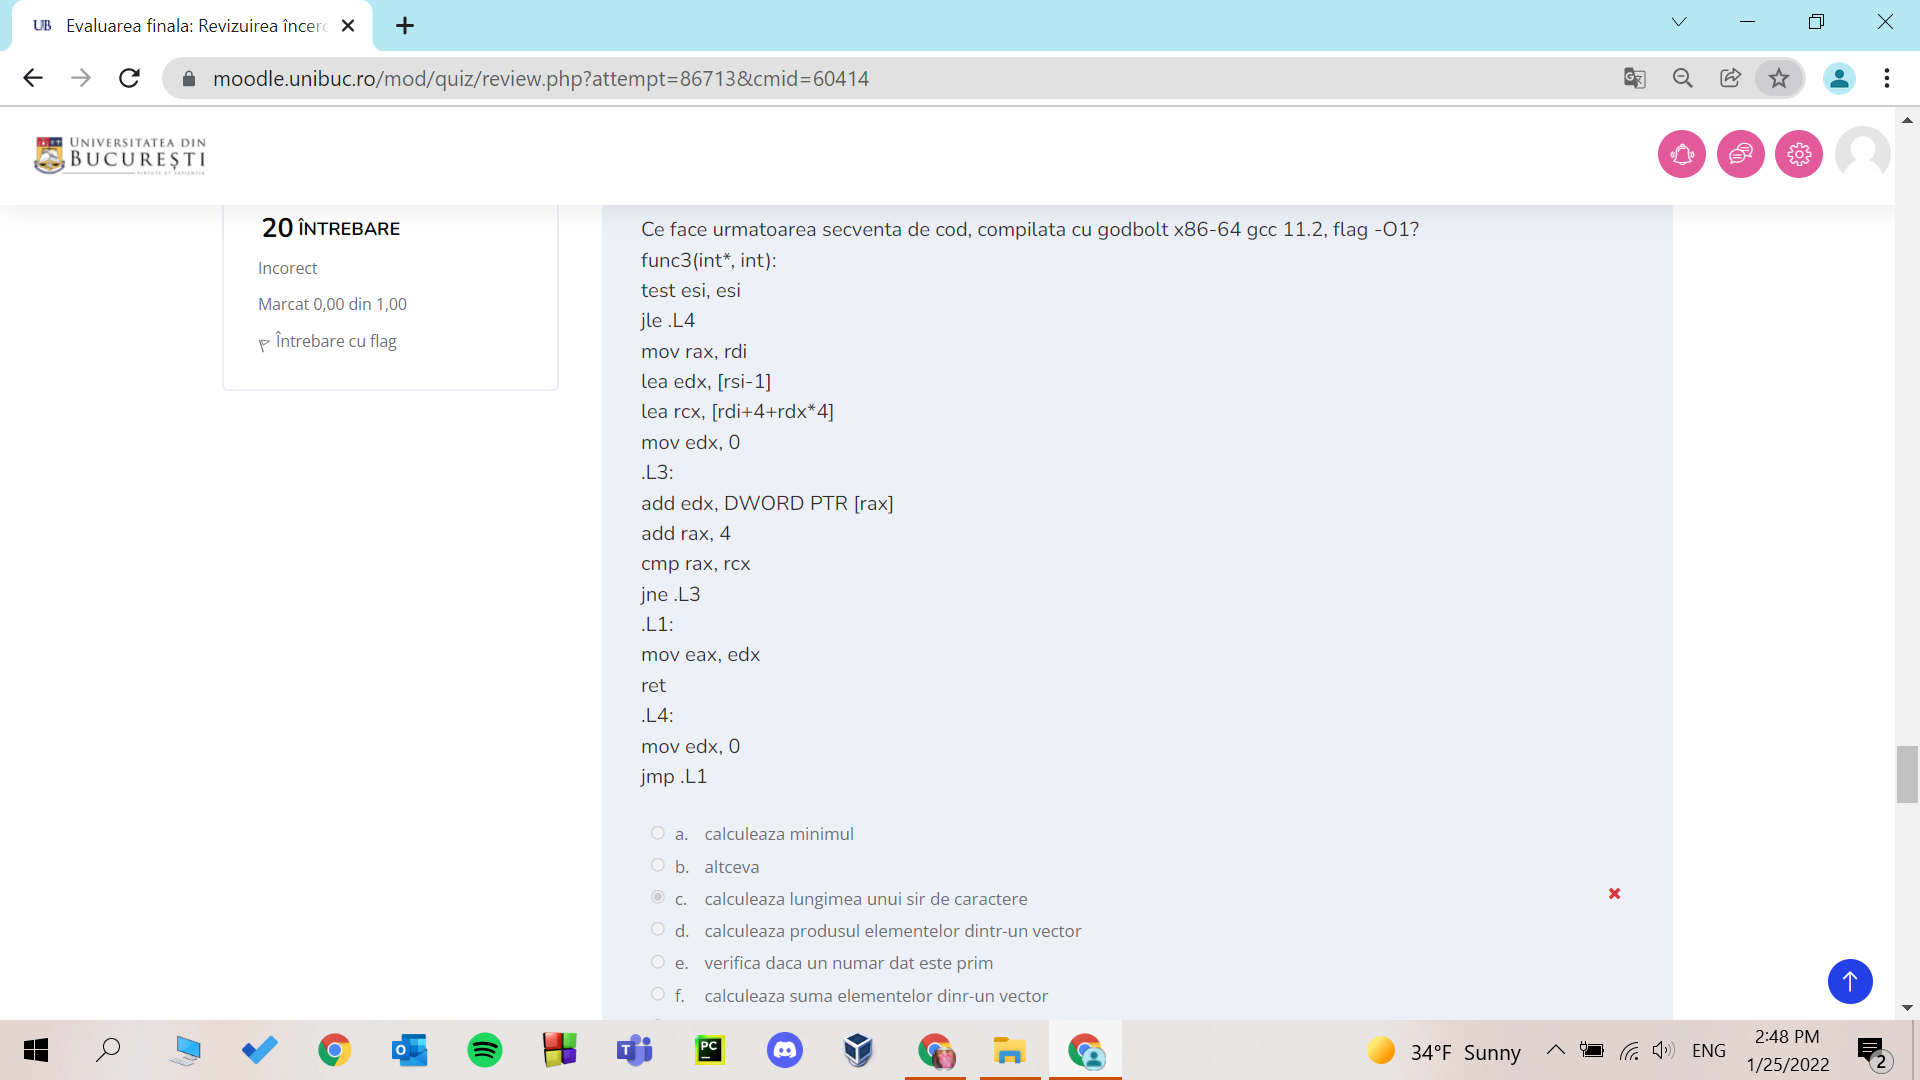 UB Evaluarea finala: Revizuirea încerc
moodle.unibuc.ro/mod/quiz/review.php?attempt=86713&cmid=60414
UNIVERSITATEA DIN
BUCUREȘTI
VIRTUTE ET SAPIENTIA
20 ÎNTREBARE
Incorect
Marcat 0,00 din 1,00
Întrebare cu flag
Ce face urmatoarea secventa de cod, compilata cu godbolt x86-64 gcc 11.2, flag -O1?
func3(int*, int):
test esi, esi
jle .L4
mov rax, rdi
lea edx, [rsi-1]
lea rcx, [rdi+4+rdx*4]
mov edx, 0
.L3:
add edx, DWORD PTR [rax]
add rax, 4
cmp rax, rcx
jne .L3
.L1:
mov eax, edx
ret
.L4:
mov edx, 0
jmp .L1
a. calculeaza minimul
b. altceva
c. calculeaza lungimea unui sir de caractere
d. calculeaza produsul elementelor dintr-un vector
e. verifica daca un numar dat este prim
f. calculeaza suma elementelor dinr-un vector
34°F Sunny
ENG
2:48 PM
1/25/2022
2